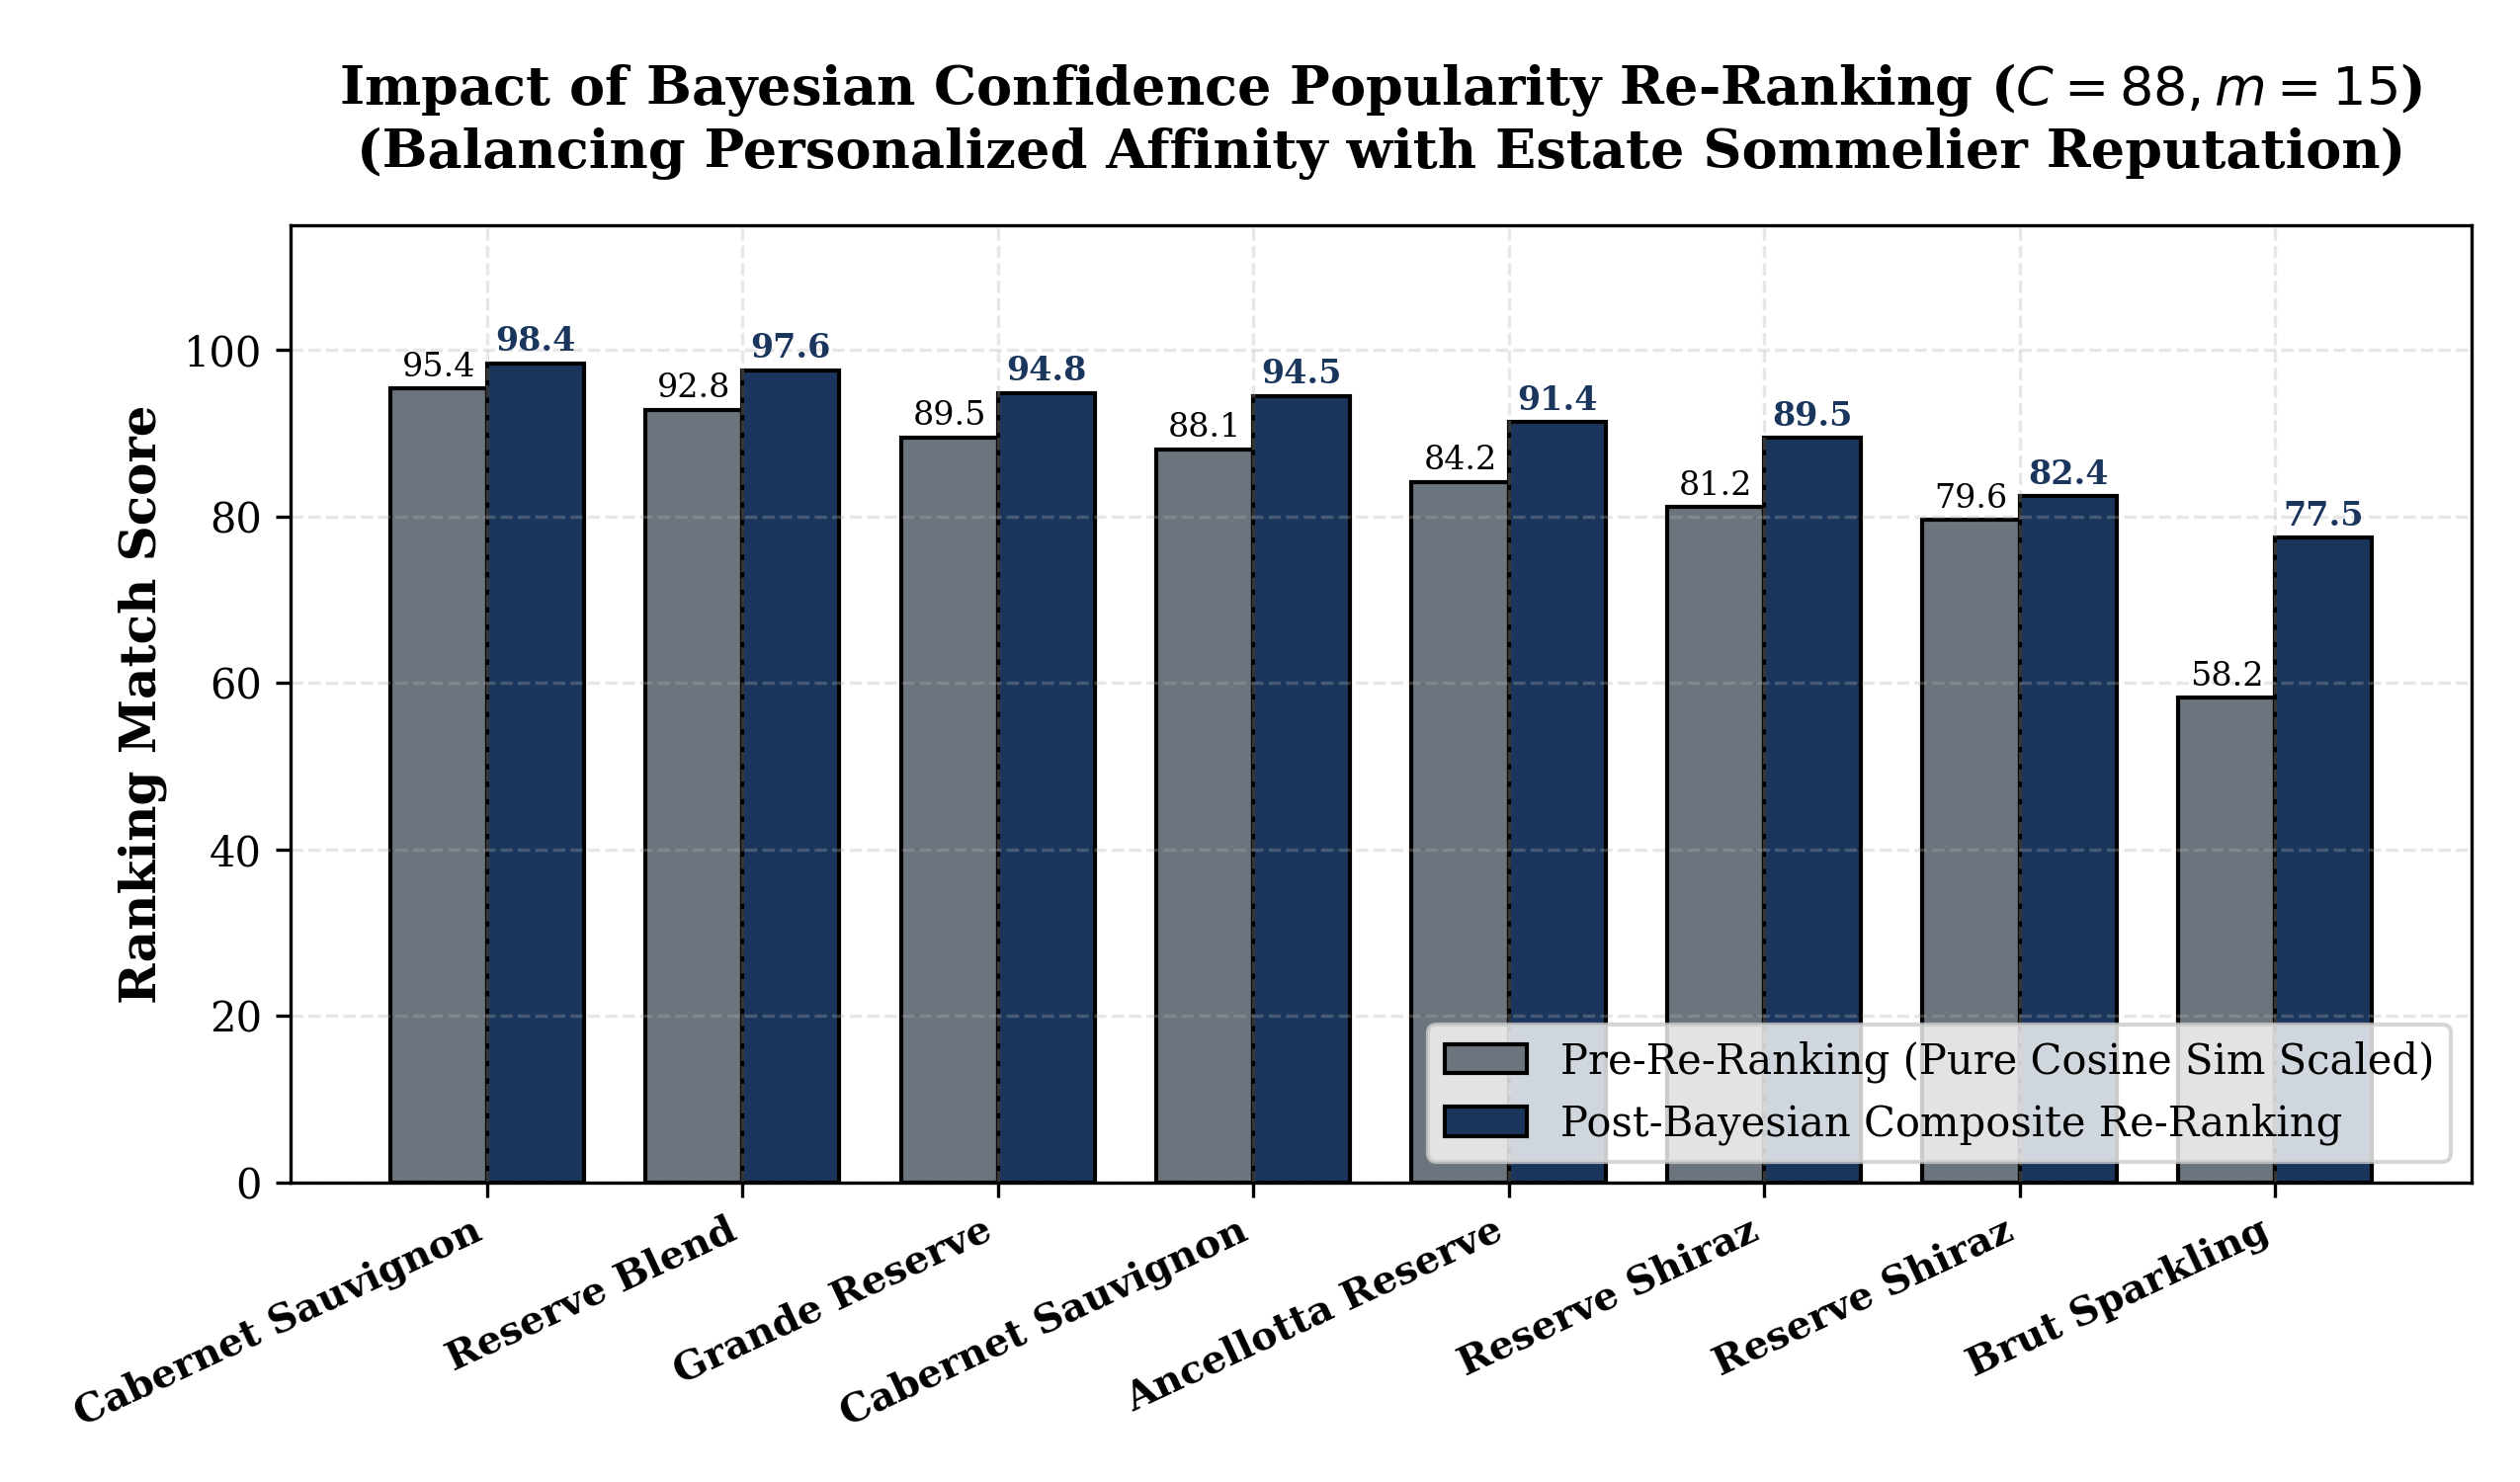 Impact of Bayesian Confidence Popularity Re-Ranking (C = 88, m = 15)
(Balancing Personalized Affinity with Estate Sommelier Reputation)
Ranking Match Score
100
80
60
40
20
0
95.4
98.4
92.8
97.6
89.5
94.8
88.1
94.5
84.2
91.4
81.2
89.5
79.6
82.4
58.2
77.5
Pre-Re-Ranking (Pure Cosine Sim Scaled)
Post-Bayesian Composite Re-Ranking
Cabernet Sauvignon
Reserve Blend
Grande Reserve
Cabernet Sauvignon
Ancellotta Reserve
Reserve Shiraz
Reserve Shiraz
Brut Sparkling